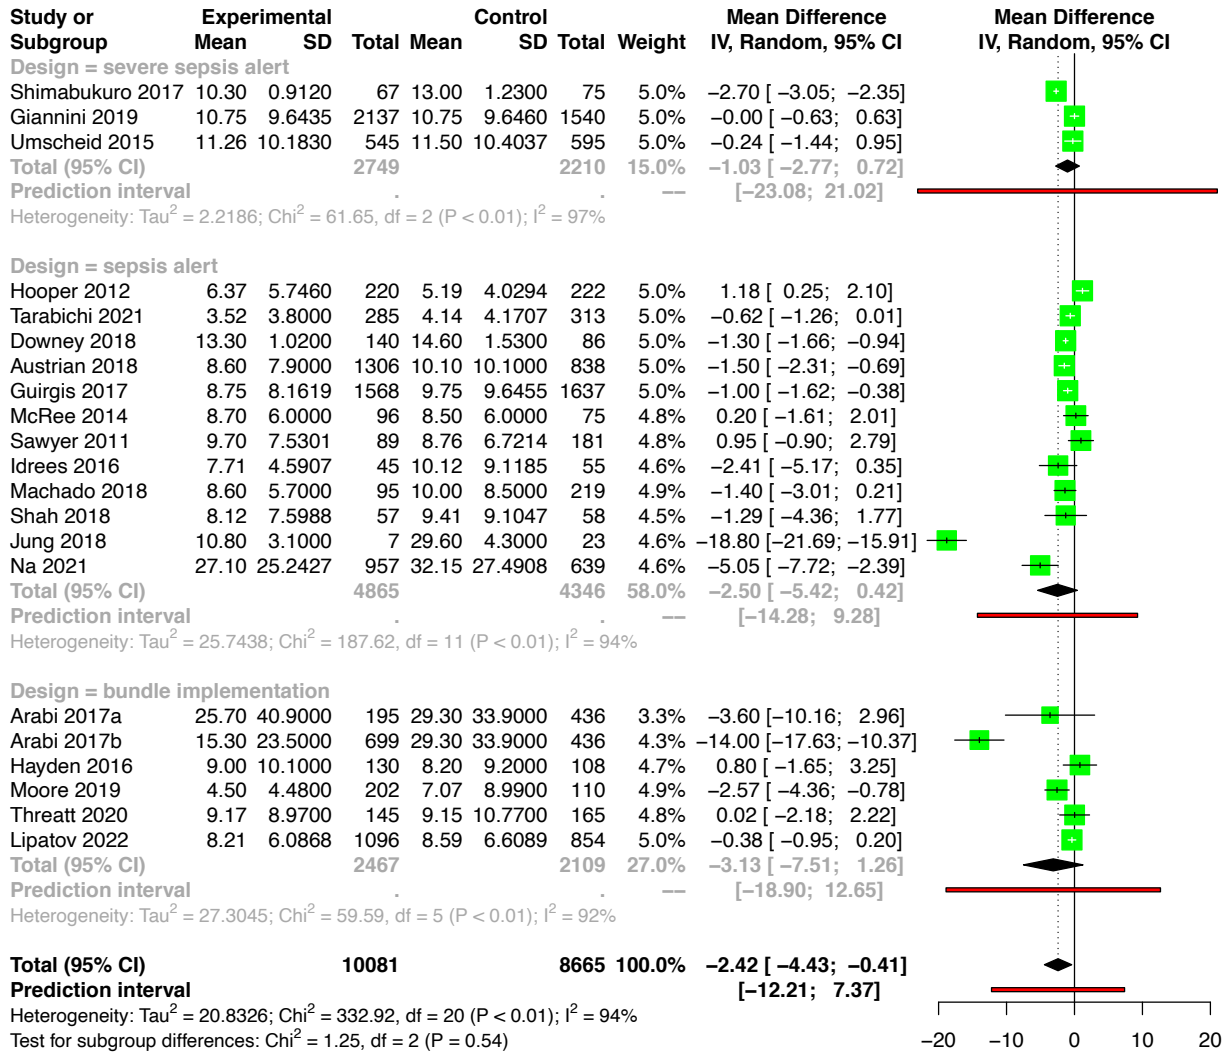 Study or Experimental Control Mean Difference Mean Difference
Subgroup Mean SD Total Mean SD Total Weight IV, Random, 95% CI IV, Random, 95% CI
Design = severe sepsis alert
Shimabukuro 2017 10.30 0.9120 67 13.00 1.2300 75 5.0% −2.70 [ −3.05; −2.35]
Giannini 2019 10.75 9.6435 2137 10.75 9.6460 1540 5.0% −0.00 [ −0.63; 0.63]
Umscheid 2015 11.26 10.1830 545 11.50 10.4037 595 5.0% −0.24 [ −1.44; 0.95]
Total (95% CI) 2749 2210 15.0% −1.03 [ −2.77; 0.72]
Prediction interval . . −− [−23.08; 21.02]
Heterogeneity: Tau² = 2.2186; Chi² = 61.65, df = 2 (P < 0.01); I² = 97%
Design = sepsis alert
Hooper 2012 6.37 5.7460 220 5.19 4.0294 222 5.0% 1.18 [ 0.25; 2.10]
Tarabichi 2021 3.52 3.8000 285 4.14 4.1707 313 5.0% −0.62 [ −1.26; 0.01]
Downey 2018 13.30 1.0200 140 14.60 1.5300 86 5.0% −1.30 [ −1.66; −0.94]
Austrian 2018 8.60 7.9000 1306 10.10 10.1000 838 5.0% −1.50 [ −2.31; −0.69]
Guirgis 2017 8.75 8.1619 1568 9.75 9.6455 1637 5.0% −1.00 [ −1.62; −0.38]
McRee 2014 8.70 6.0000 96 8.50 6.0000 75 4.8% 0.20 [ −1.61; 2.01]
Sawyer 2011 9.70 7.5301 89 8.76 6.7214 181 4.8% 0.95 [ −0.90; 2.79]
Idrees 2016 7.71 4.5907 45 10.12 9.1185 55 4.6% −2.41 [ −5.17; 0.35]
Machado 2018 8.60 5.7000 95 10.00 8.5000 219 4.9% −1.40 [ −3.01; 0.21]
Shah 2018 8.12 7.5988 57 9.41 9.1047 58 4.5% −1.29 [ −4.36; 1.77]
Jung 2018 10.80 3.1000 7 29.60 4.3000 23 4.6% −18.80 [−21.69; −15.91]
Na 2021 27.10 25.2427 957 32.15 27.4908 639 4.6% −5.05 [ −7.72; −2.39]
Total (95% CI) 4865 4346 58.0% −2.50 [ −5.42; 0.42]
Prediction interval . . −− [−14.28; 9.28]
Heterogeneity: Tau² = 25.7438; Chi² = 187.62, df = 11 (P < 0.01); I² = 94%
Design = bundle implementation
Arabi 2017a 25.70 40.9000 195 29.30 33.9000 436 3.3% −3.60 [−10.16; 2.96]
Arabi 2017b 15.30 23.5000 699 29.30 33.9000 436 4.3% −14.00 [−17.63; −10.37]
Hayden 2016 9.00 10.1000 130 8.20 9.2000 108 4.7% 0.80 [ −1.65; 3.25]
Moore 2019 4.50 4.4800 202 7.07 8.9900 110 4.9% −2.57 [ −4.36; −0.78]
Threatt 2020 9.17 8.9700 145 9.15 10.7700 165 4.8% 0.02 [ −2.18; 2.22]
Lipatov 2022 8.21 6.0868 1096 8.59 6.6089 854 5.0% −0.38 [ −0.95; 0.20]
Total (95% CI) 2467 2109 27.0% −3.13 [ −7.51; 1.26]
Prediction interval . . −− [−18.90; 12.65]
Heterogeneity: Tau² = 27.3045; Chi² = 59.59, df = 5 (P < 0.01); I² = 92%
Total (95% CI) 10081 8665 100.0% −2.42 [ −4.43; −0.41]
Prediction interval [−12.21; 7.37]
Heterogeneity: Tau² = 20.8326; Chi² = 332.92, df = 20 (P < 0.01); I² = 94%
Test for subgroup differences: Chi² = 1.25, df = 2 (P = 0.54) −20 −10 0 10 20